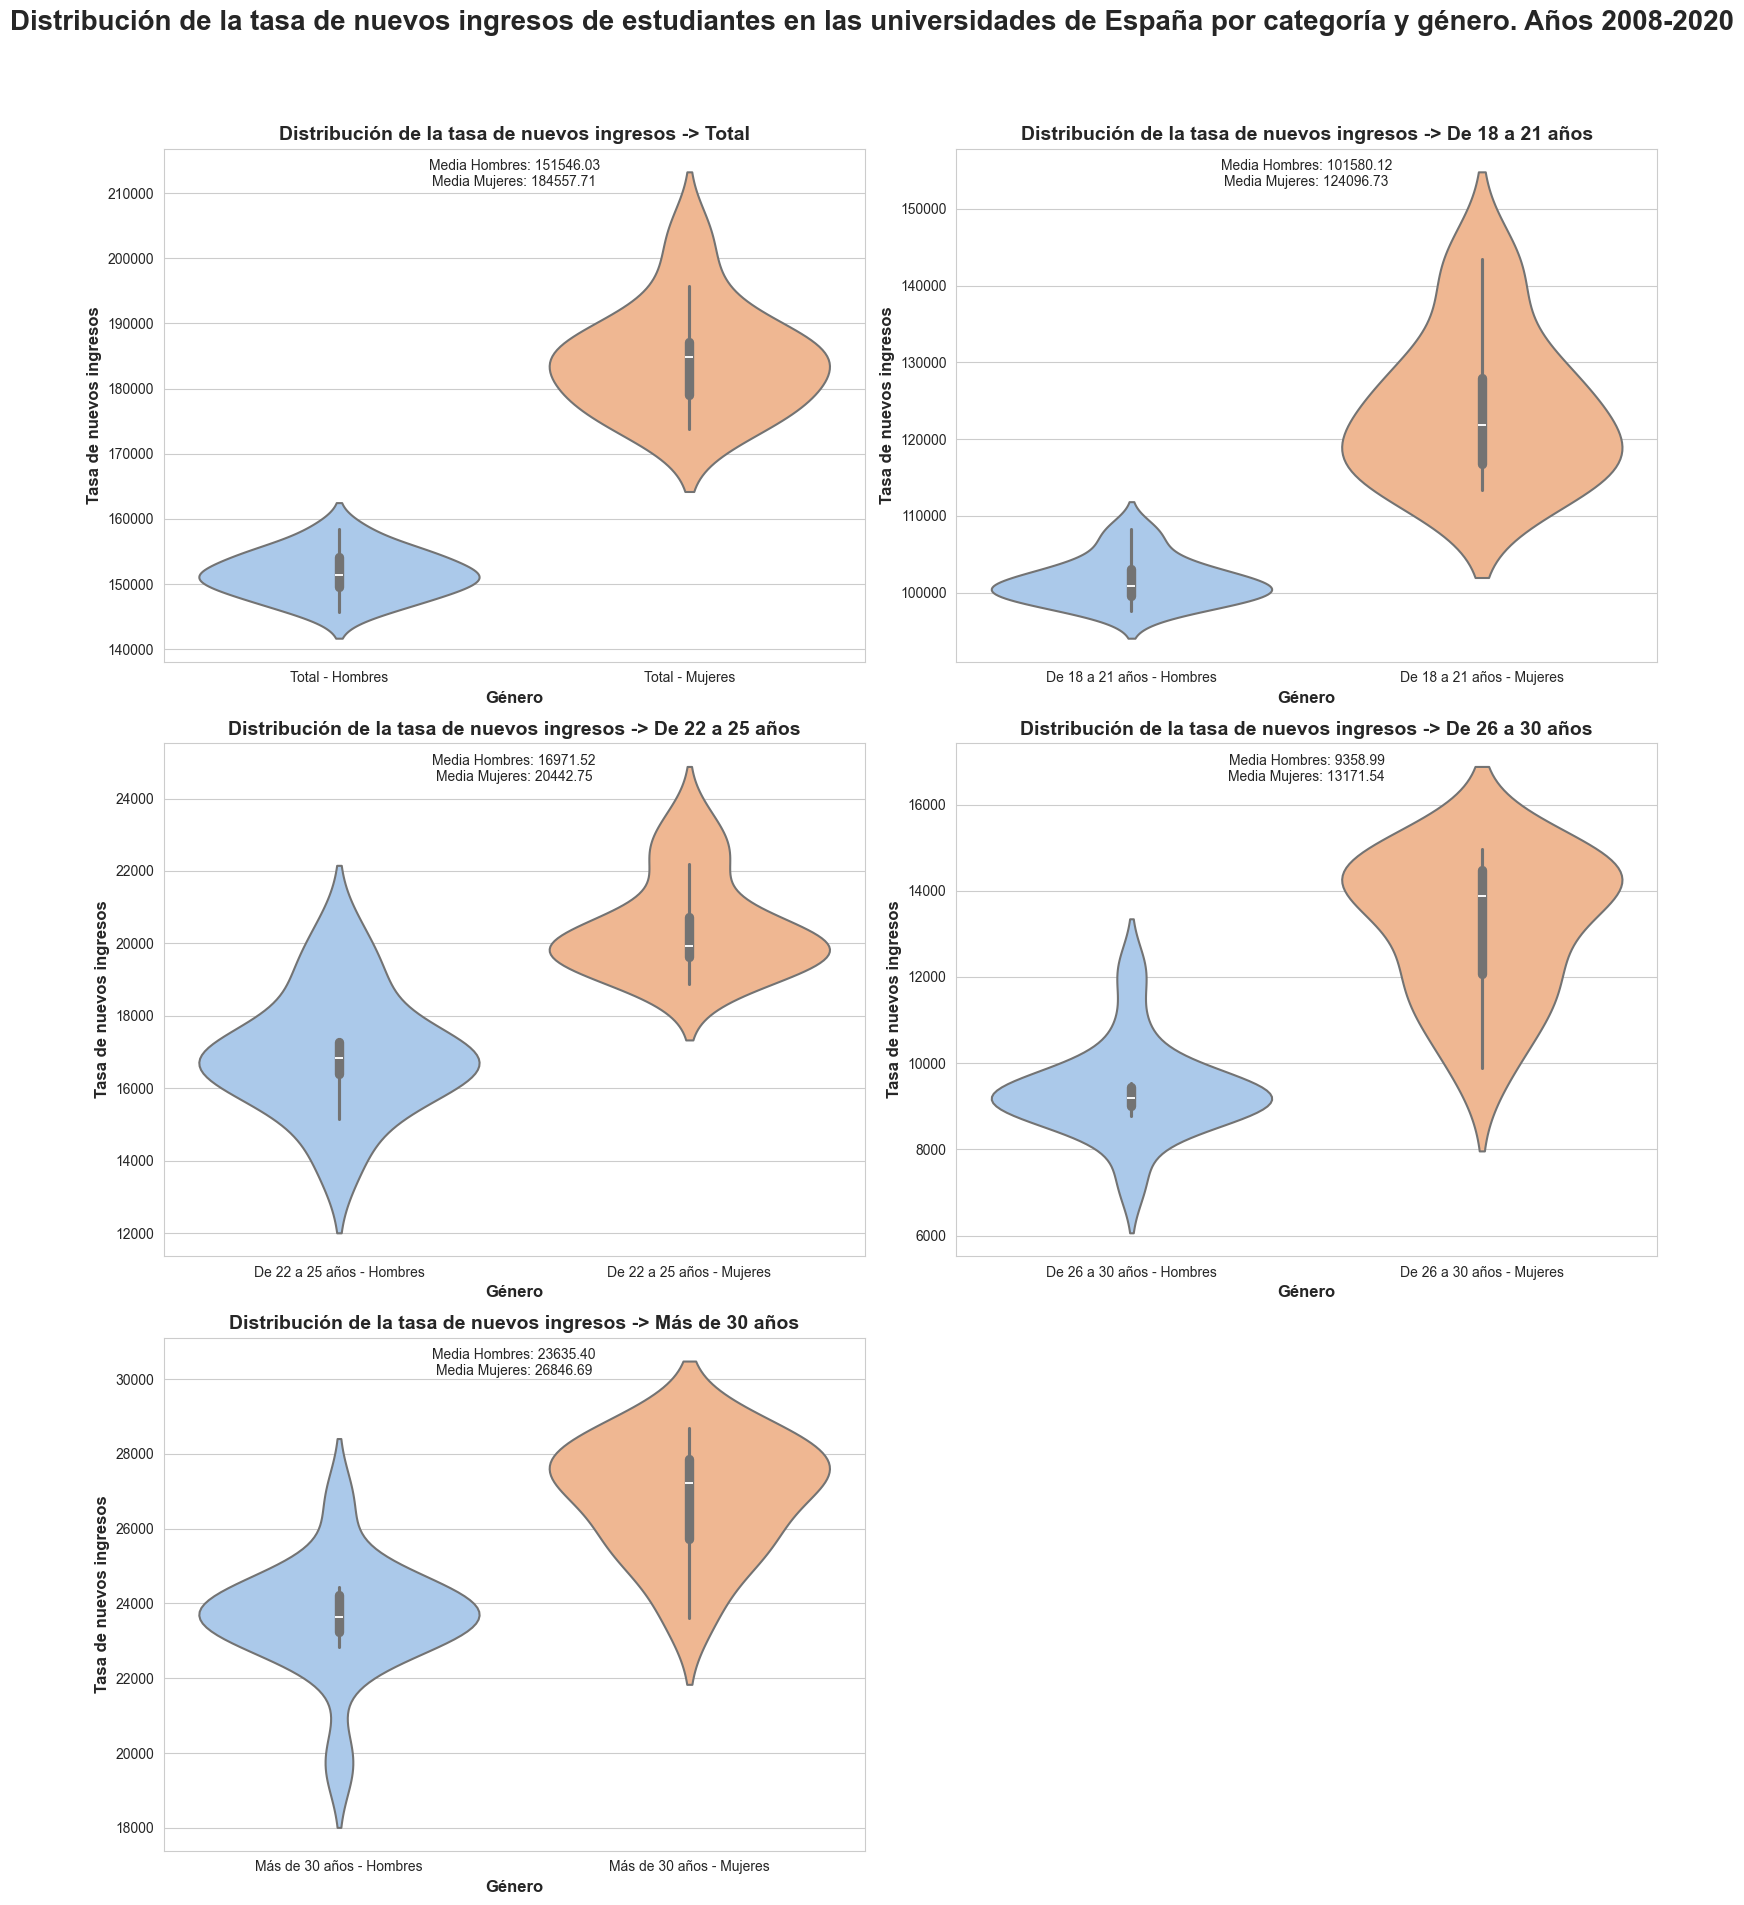 Distribución de la tasa de nuevos ingresos de estudiantes en las universidades de España por categoría y género. Años 2008-2020
Distribución de la tasa de nuevos ingresos -> Total
Media Hombres: 151546.03
Media Mujeres: 184557.71
Tasa de nuevos ingresos
210000
200000
190000
180000
170000
160000
150000
140000
Total - Hombres
Total - Mujeres
Género
Distribución de la tasa de nuevos ingresos -> De 18 a 21 años
Media Hombres: 101580.12
Media Mujeres: 124096.73
Tasa de nuevos ingresos
150000
140000
130000
120000
110000
100000
De 18 a 21 años - Hombres
De 18 a 21 años - Mujeres
Género
Distribución de la tasa de nuevos ingresos -> De 22 a 25 años
Media Hombres: 16971.52
Media Mujeres: 20442.75
Tasa de nuevos ingresos
24000
22000
20000
18000
16000
14000
12000
De 22 a 25 años - Hombres
De 22 a 25 años - Mujeres
Género
Distribución de la tasa de nuevos ingresos -> De 26 a 30 años
Media Hombres: 9358.99
Media Mujeres: 13171.54
Tasa de nuevos ingresos
16000
14000
12000
10000
8000
6000
De 26 a 30 años - Hombres
De 26 a 30 años - Mujeres
Género
Distribución de la tasa de nuevos ingresos -> Más de 30 años
Media Hombres: 23635.40
Media Mujeres: 26846.69
Tasa de nuevos ingresos
30000
28000
26000
24000
22000
20000
18000
Más de 30 años - Hombres
Más de 30 años - Mujeres
Género